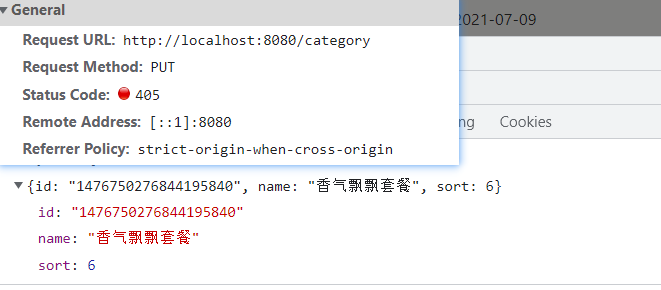 General
2021-07-09
Request URL: http://localhost:8080/category
Request Method: PUT
Status Code: 405
Remote Address: [::1]:8080
ng Cookies
Referrer Policy: strict-origin-when-cross-origin
{id: "1476750276844195840", name: "香气飘飘套餐", sort: 6}
id: "1476750276844195840"
name: "香气飘飘套餐"
sort: 6